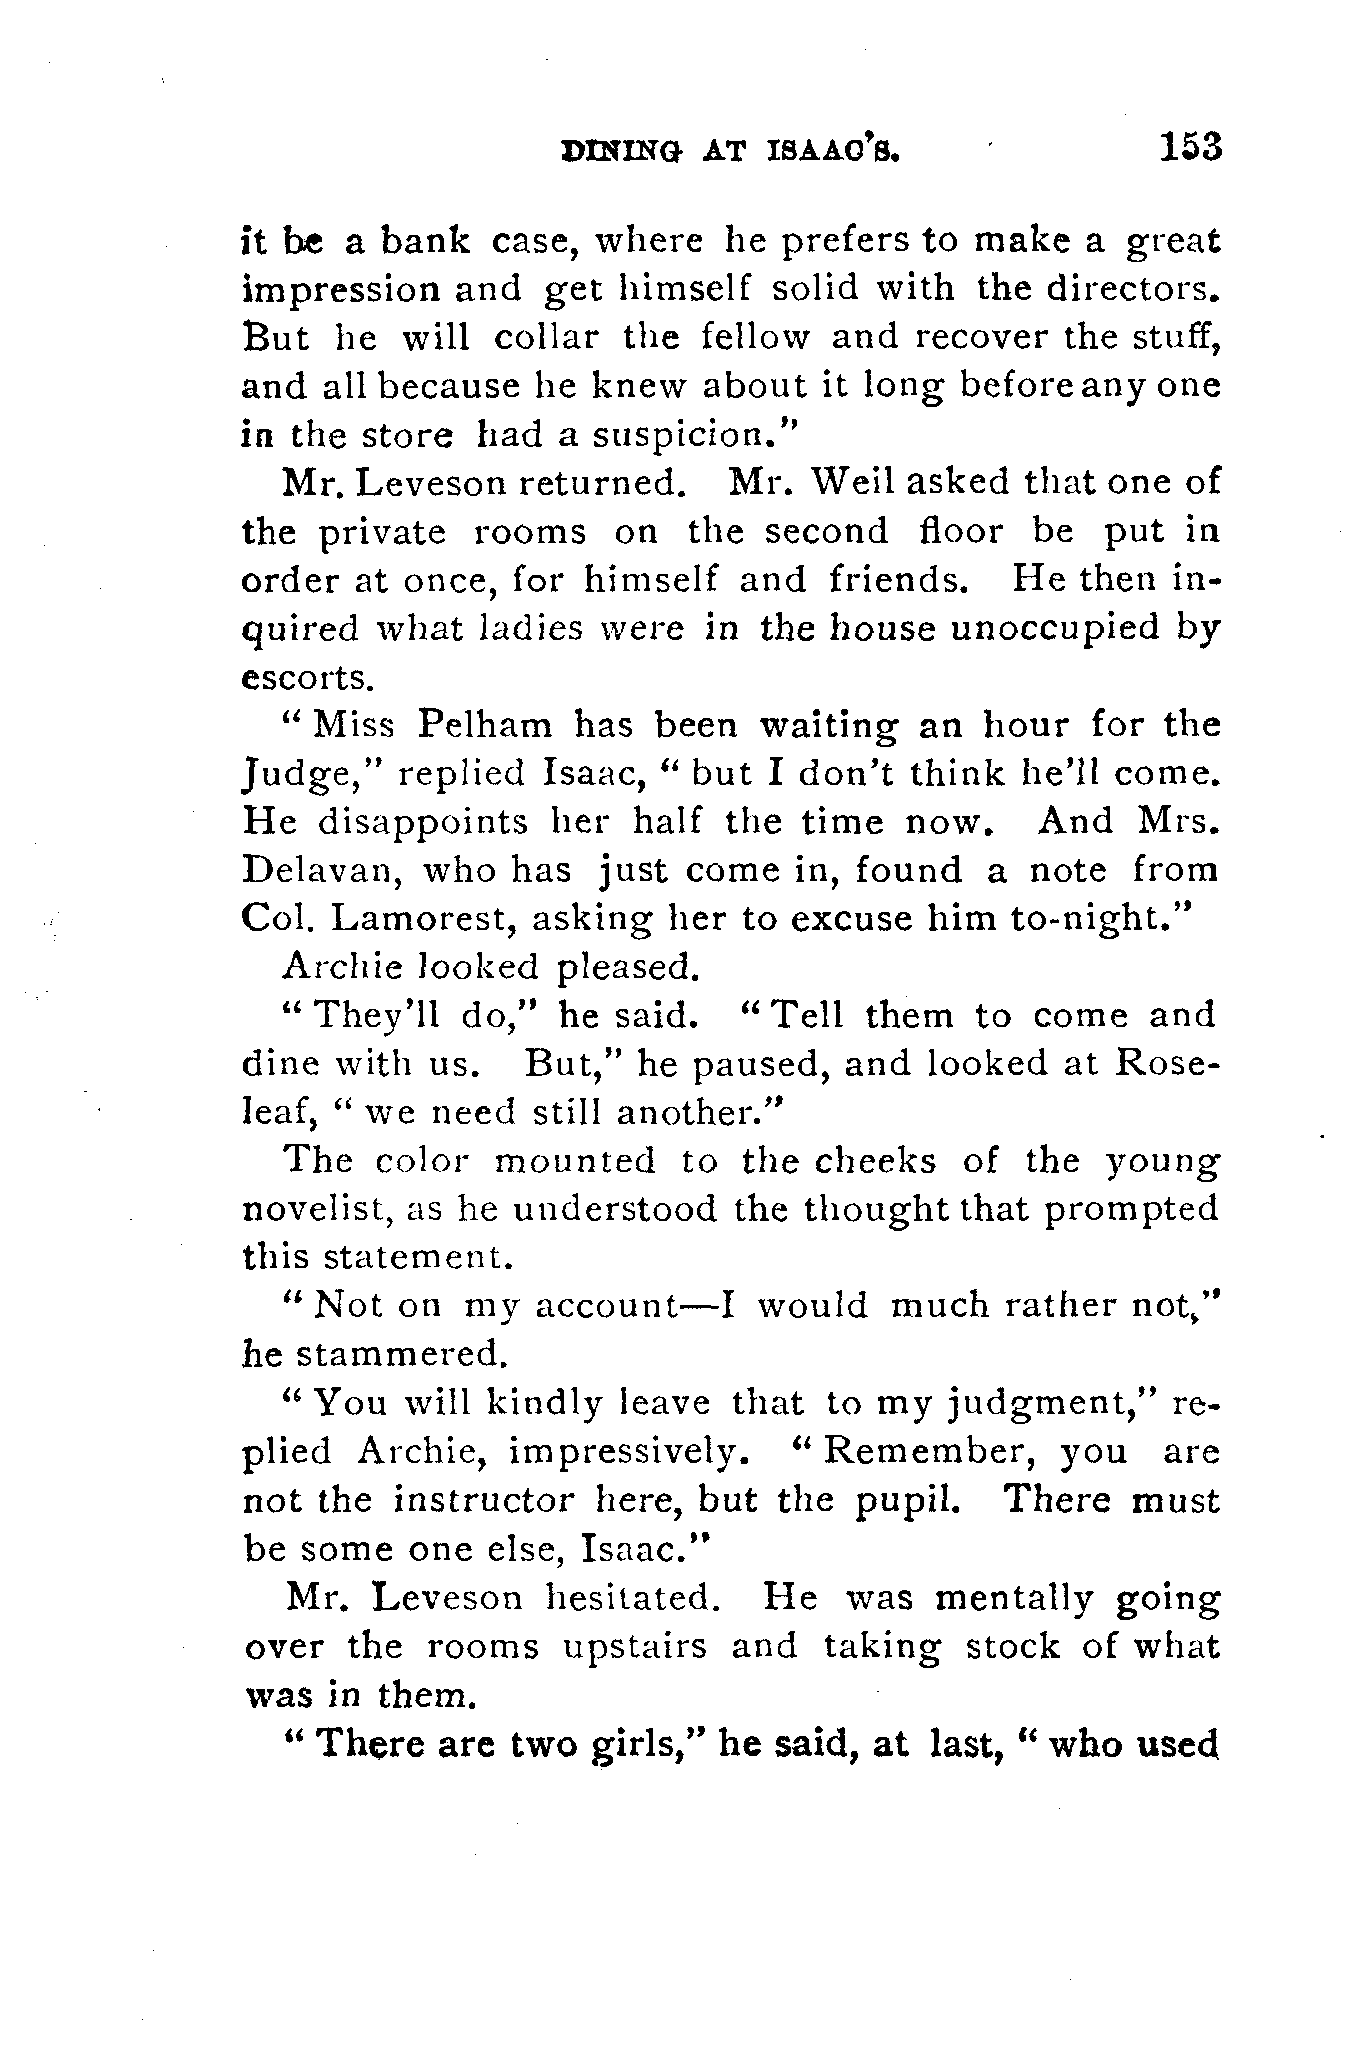 DINING AT ISAAC'S. 153
it be a bank case, where he prefers to make a great
impression and get himself solid with the directors.
But he will collar the fellow and recover the stuff,
and all because he knew about it long before any one
in the store had a suspicion."
Mr. Leveson returned. Mr. Weil asked that one of
the private rooms on the second floor be put in
order at once, for himself and friends. He then in-
quired what ladies were in the house unoccupied by
escorts.
"Miss Pelham has been waiting an hour for the
Judge," replied Isaac, "but I don't think he'll come.
He disappoints her half the time now. And Mrs.
Delavan, who has just come in, found a note from
Col. Lamorest, asking her to excuse him to-night."
Archie looked pleased.
"They'll do," he said. "Tell them to come and
dine with us. But," he paused, and looked at Rose-
leaf, "we need still another."
The color mounted to the cheeks of the young
novelist, as he understood the thought that prompted
this statement.
"Not on my account—I would much rather not,"
he stammered.
"You will kindly leave that to my judgment," re-
plied Archie, impressively. "Remember, you are
not the instructor here, but the pupil. There must
be some one else, Isaac."
Mr. Leveson hesitated. He was mentally going
over the rooms upstairs and taking stock of what
was in them.
"There are two girls," he said, at last, "who used